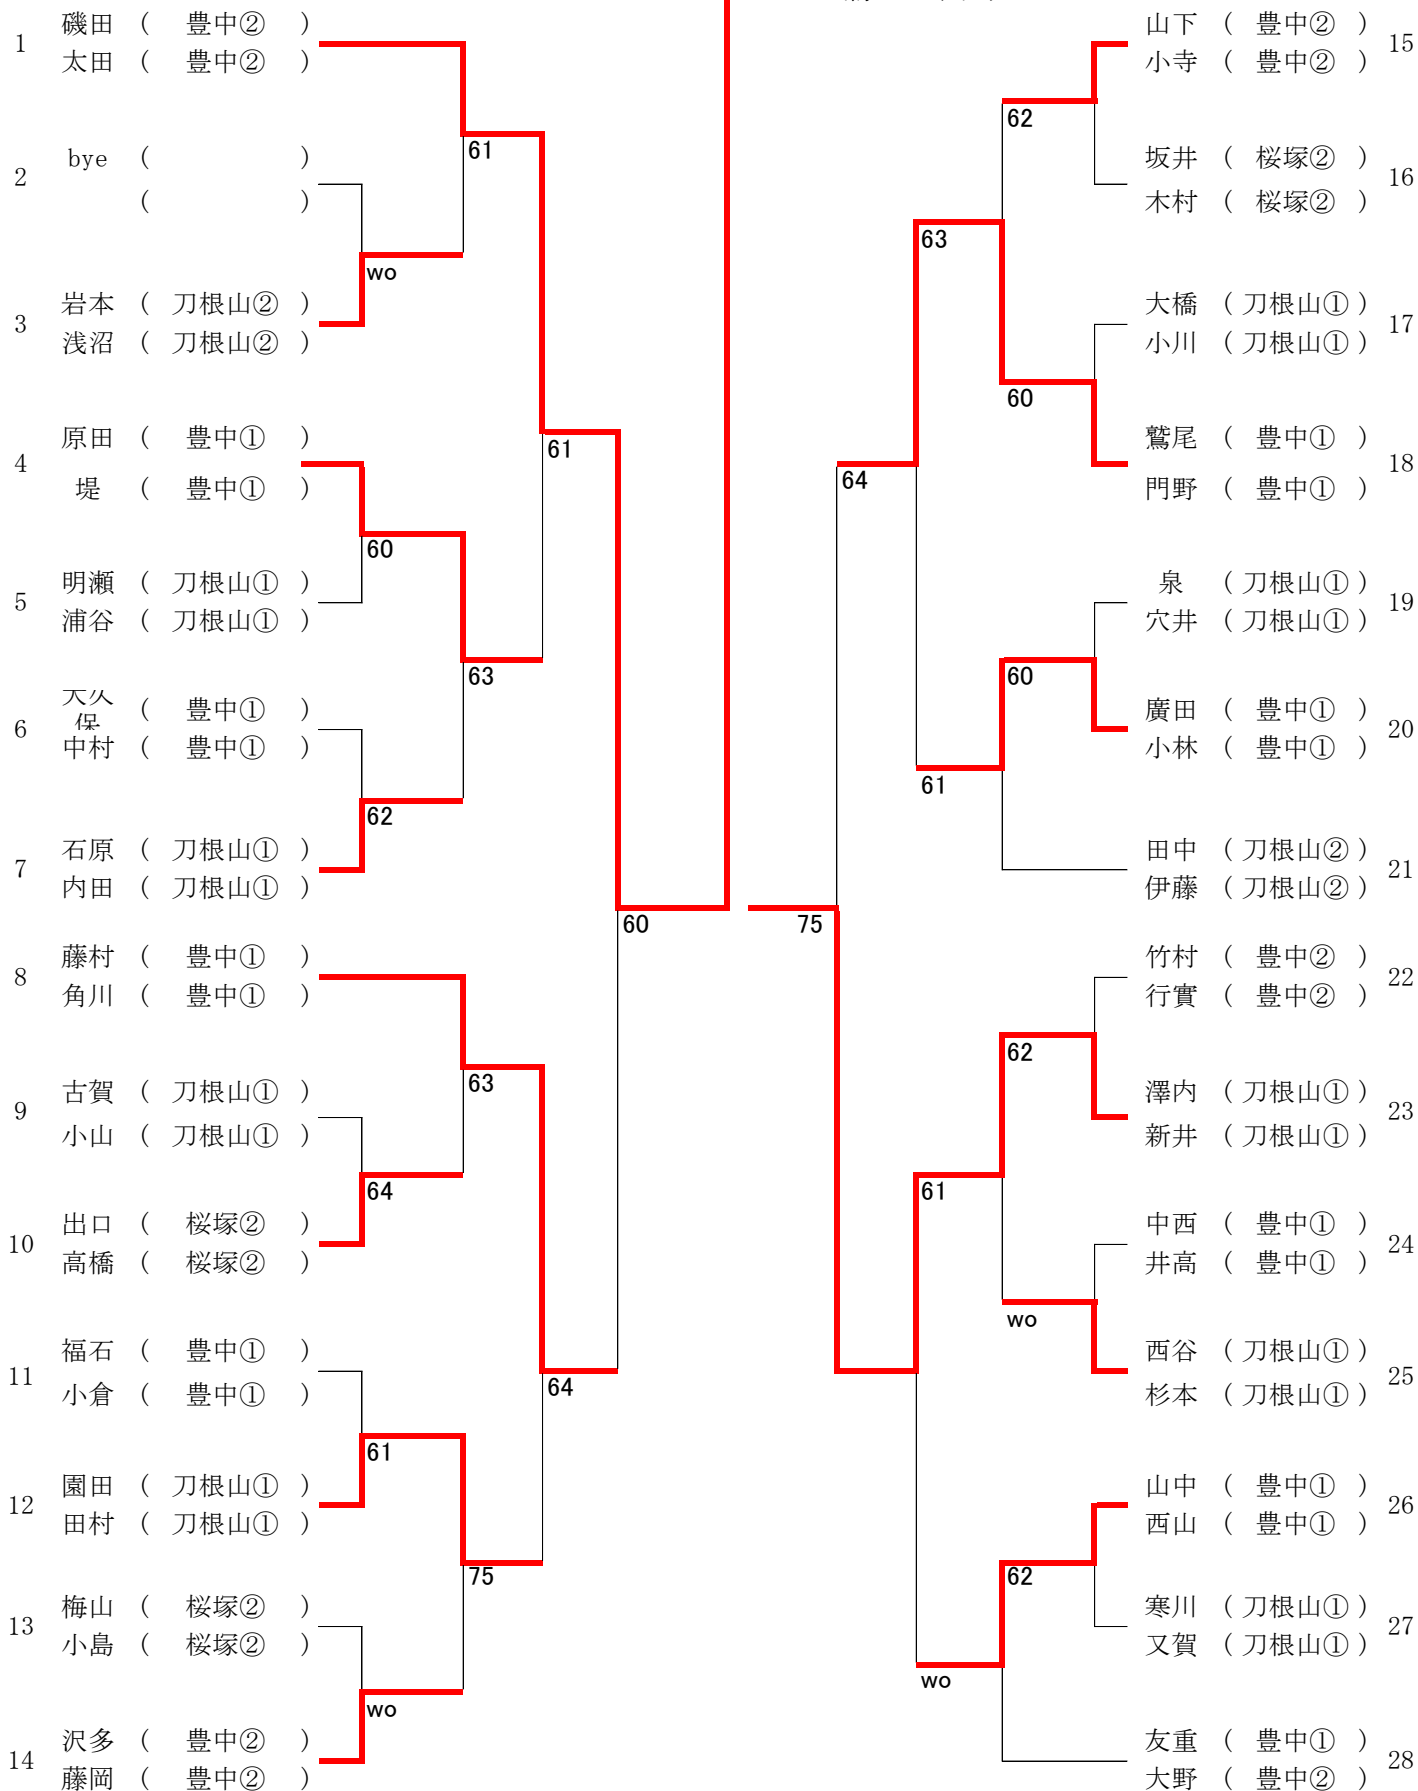 磯田 ( 豊中② )
1
太田 ( 豊中② )
61
bye ( )
2
( )
wo
岩本 ( 刀根山② )
3
浅沼 ( 刀根山② )
原田 ( 豊中① )
61
4
堤 ( 豊中① )
60
明瀬 ( 刀根山① )
5
浦谷 ( 刀根山① )
63
( 豊中① )
6
中村 ( 豊中① )
62
石原 ( 刀根山① )
7
内田 ( 刀根山① )
60
藤村 ( 豊中① )
8
角川 ( 豊中① )
63
古賀 ( 刀根山① )
9
小山 ( 刀根山① )
64
出口 ( 桜塚② )
10
高橋 ( 桜塚② )
福石 ( 豊中① )
11
小倉 ( 豊中① )
64
61
園田 ( 刀根山① )
12
田村 ( 刀根山① )
75
梅山 ( 桜塚② )
13
小島 ( 桜塚② )
wo
沢多 ( 豊中② )
14
藤岡 ( 豊中② )
山下 ( 豊中② )
15
小寺 ( 豊中② )
62
坂井 ( 桜塚② )
16
木村 ( 桜塚② )
63
大橋 ( 刀根山① )
17
小川 ( 刀根山① )
60
鷲尾 ( 豊中① )
18
64
門野 ( 豊中① )
泉 ( 刀根山① )
19
穴井 ( 刀根山① )
60
廣田 ( 豊中① )
20
小林 ( 豊中① )
61
田中 ( 刀根山② )
21
伊藤 ( 刀根山② )
75
竹村 ( 豊中② )
22
行實 ( 豊中② )
62
澤内 ( 刀根山① )
23
新井 ( 刀根山① )
61
中西 ( 豊中① )
24
井高 ( 豊中① )
wo
西谷 ( 刀根山① )
25
杉本 ( 刀根山① )
山中 ( 豊中① )
26
西山 ( 豊中① )
62
寒川 ( 刀根山① )
27
又賀 ( 刀根山① )
wo
友重 ( 豊中① )
28
大野 ( 豊中② )